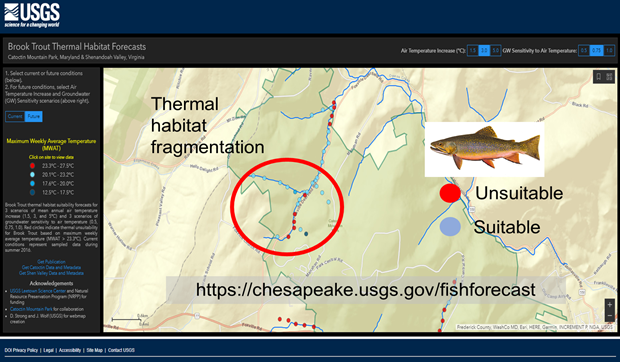 USGS
science for a changing world
Brook Trout Thermal Habitat Forecasts
Catoctin Mountain Park, Maryland & Shenandoah Valley, Virginia
Air Temperature Increase (°C):
1.5
3.0
5.0
GW Sensitivity to Air Temperature:
0.5
0.75
1.0
1. Select current or future conditions
(below).
2. For future conditions, select Air
Temperature Increase and Groundwater
(GW) Sensitivity scenarios (above right).
Current
Future
Maximum Weekly Average Temperature
(MWAT)
Click on site to view data
23.3°C - 27.5°C
20.1°C - 23.2°C
17.6°C - 20.0°C
12.5°C - 17.5°C
Brook Trout thermal habitat suitability forecasts for
3 scenarios of mean annual air temperature
increase (1.5, 3, and 5°C) and 3 scenarios of
groundwater sensitivity to air temperature (0.5,
0.75, 1.0). Red circles indicate thermal unsuitability
for Brook Trout based on maximum weekly
average temperature (MWAT > 23.3°C). Current
conditions represent sampled data during
summer 2016.
Get Publication
Get Catoctin Data and Metadata
Get Shen Valley Data and Metadata
Acknowledgements
USGS Leetown Science Center and Natural
Resource Preservation Program (NRPP) for
funding
Catoctin Mountain Park for collaboration
D. Strong and J. Wolf (USGS) for webmap
creation
Thermal
habitat
fragmentation
Unsuitable
Suitable
https://chesapeake.usgs.gov/fishforecast
Frederick County, WashCo MD, Esri, HERE, Garmin, INCREMENT P, NGA, USGS
DOI Privacy Policy | Legal | Accessibility | Site Map | Contact USGS